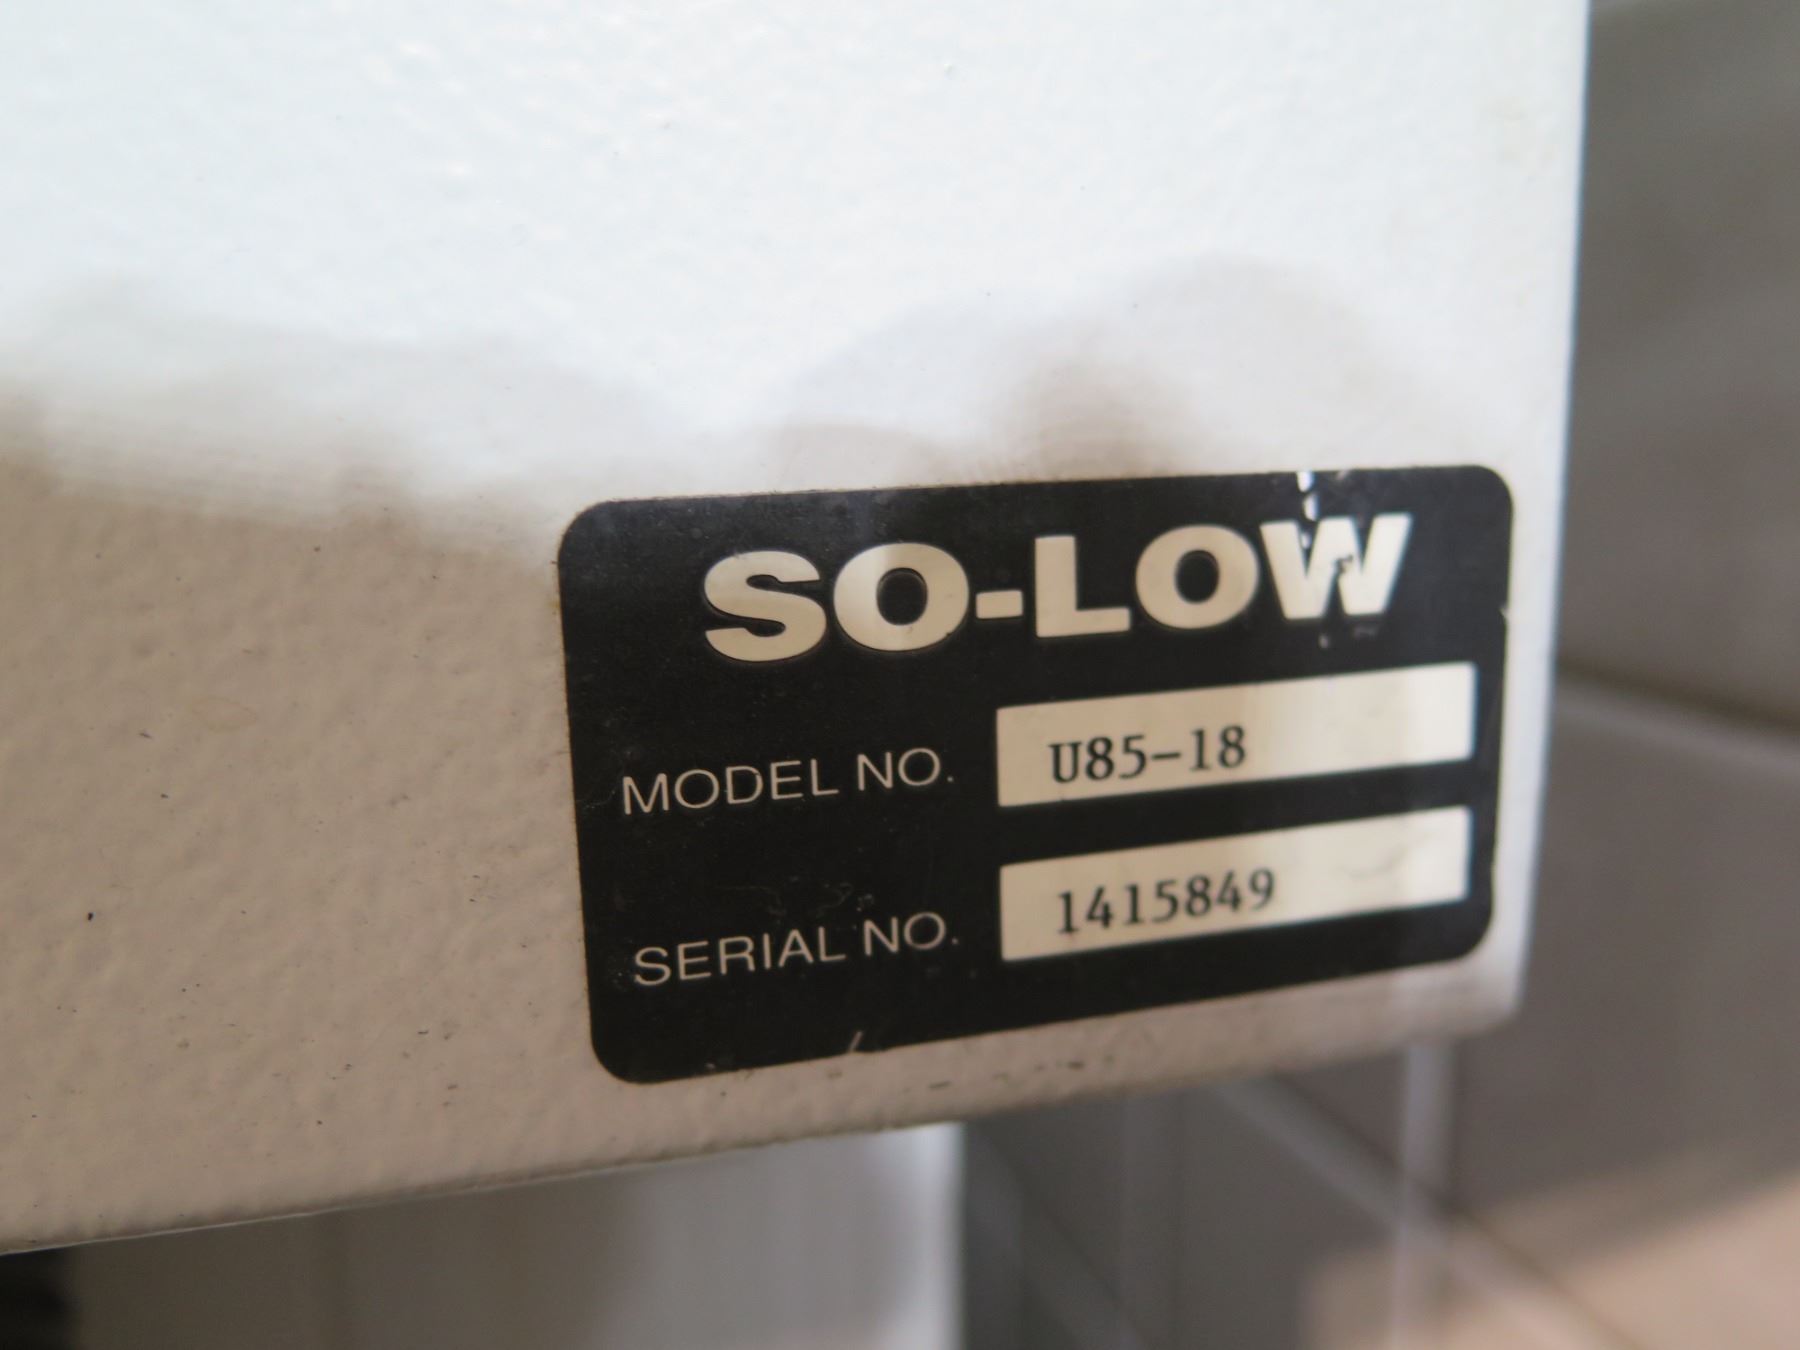 SO-LOW
MODEL NO. U85-18
SERIAL NO. 1415849